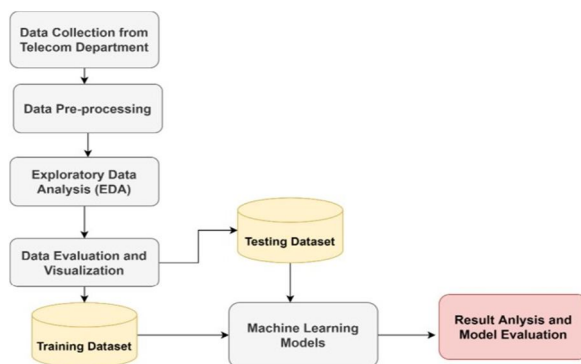 Data Collection from
Telecom Department
Data Pre-processing
Exploratory Data
Analysis (EDA)
Data Evaluation and
Visualization
Testing Dataset
Training Dataset
Machine Learning
Models
Result Anlysis and
Model Evaluation